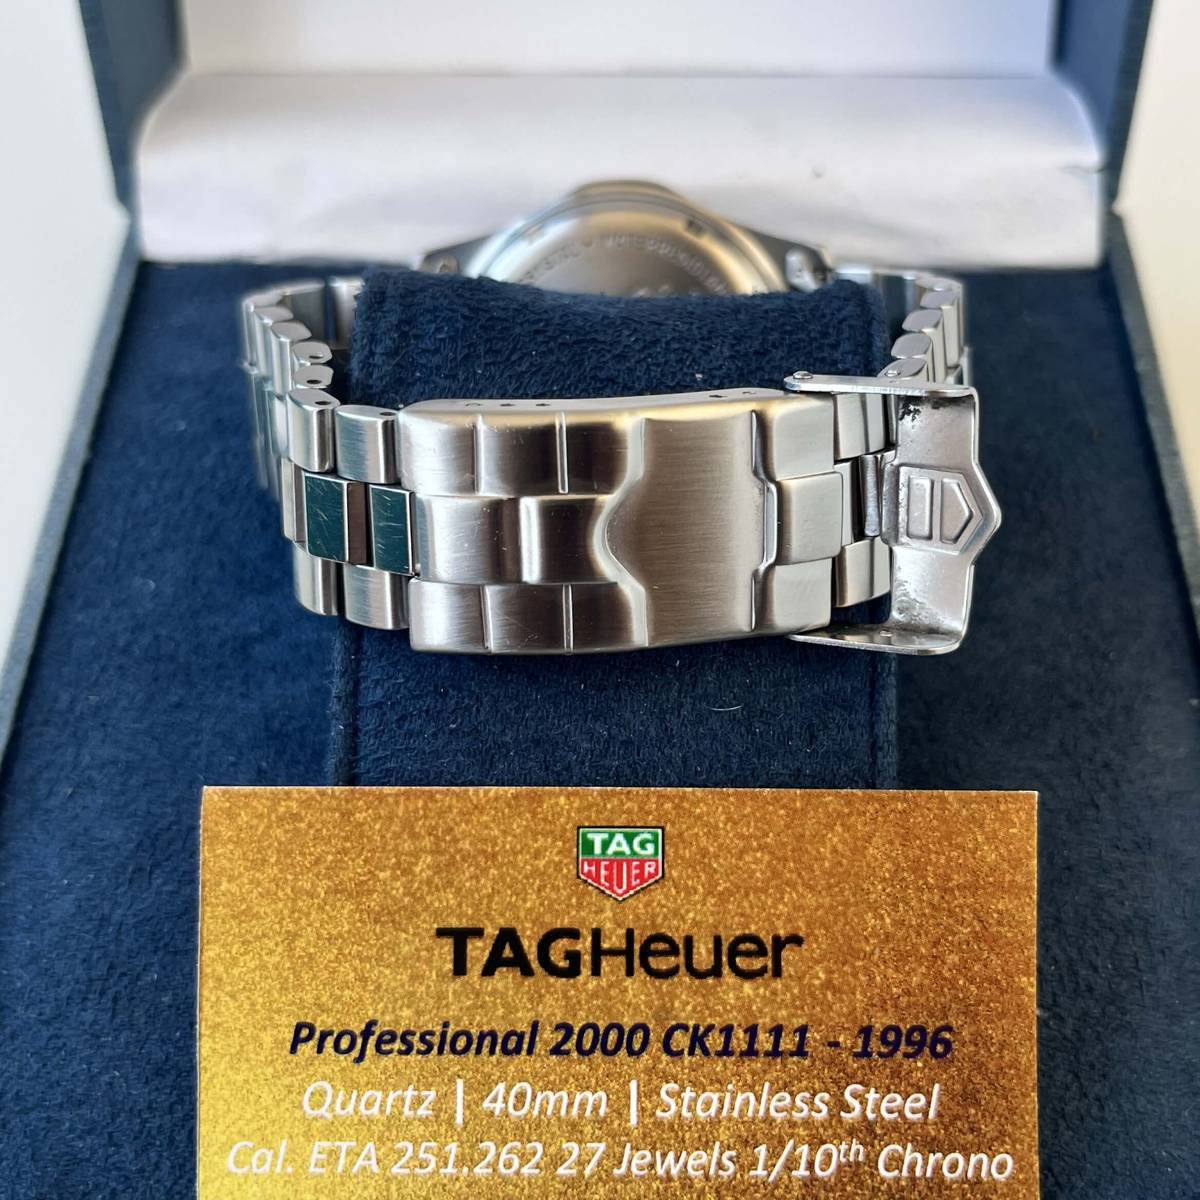 TAG
HEUER
TAGHeuer
Professional 2000 CK1111 - 1996
Quartz | 40mm | Stainless Steel
Cal. ETA 251.262 27 Jewels 1/10th Chrono